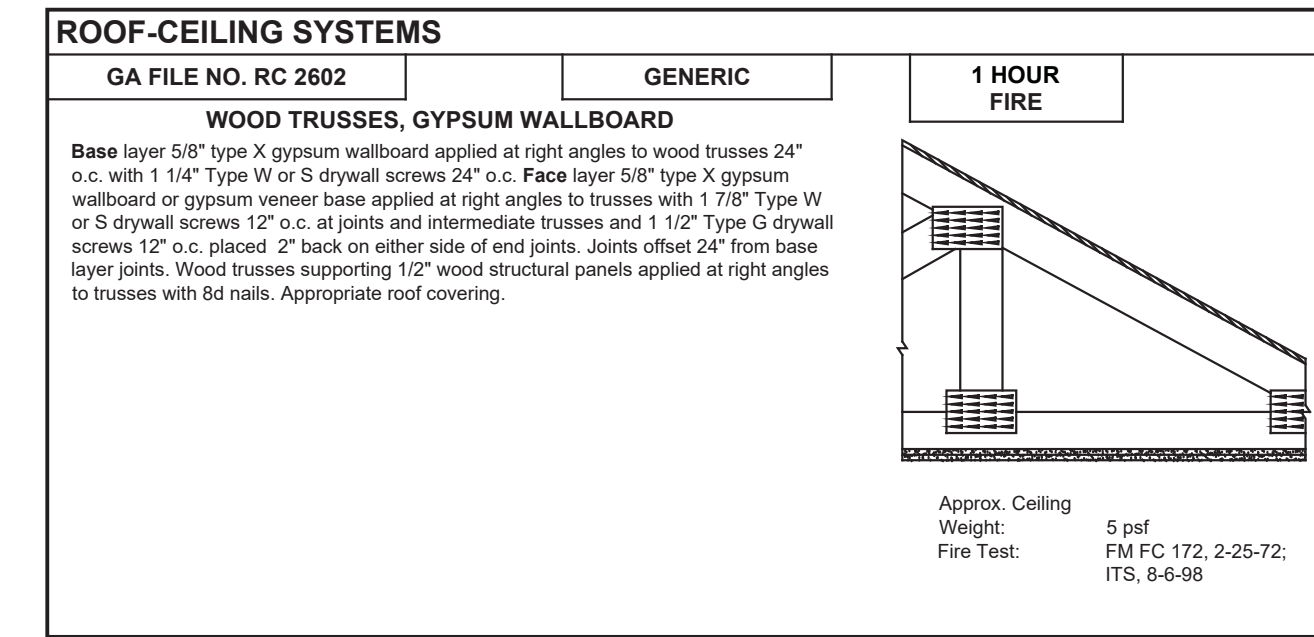 ROOF-CEILING SYSTEMS
GA FILE NO. RC 2602
GENERIC
1 HOUR
FIRE
WOOD TRUSSES, GYPSUM WALLBOARD
Base layer 5/8" type X gypsum wallboard applied at right angles to wood trusses 24"
o.c. with 1 1/4" Type W or S drywall screws 24" o.c. Face layer 5/8" type X gypsum
wallboard or gypsum veneer base applied at right angles to trusses with 1 7/8" Type W
or S drywall screws 12" o.c. at joints and intermediate trusses and 1 1/2" Type G drywall
screws 12" o.c. placed 2" back on either side of end joints. Joints offset 24" from base
layer joints. Wood trusses supporting 1/2" wood structural panels applied at right angles
to trusses with 8d nails. Appropriate roof covering.
Approx. Ceiling
Weight: 5 psf
Fire Test: FM FC 172, 2-25-72;
ITS, 8-6-98